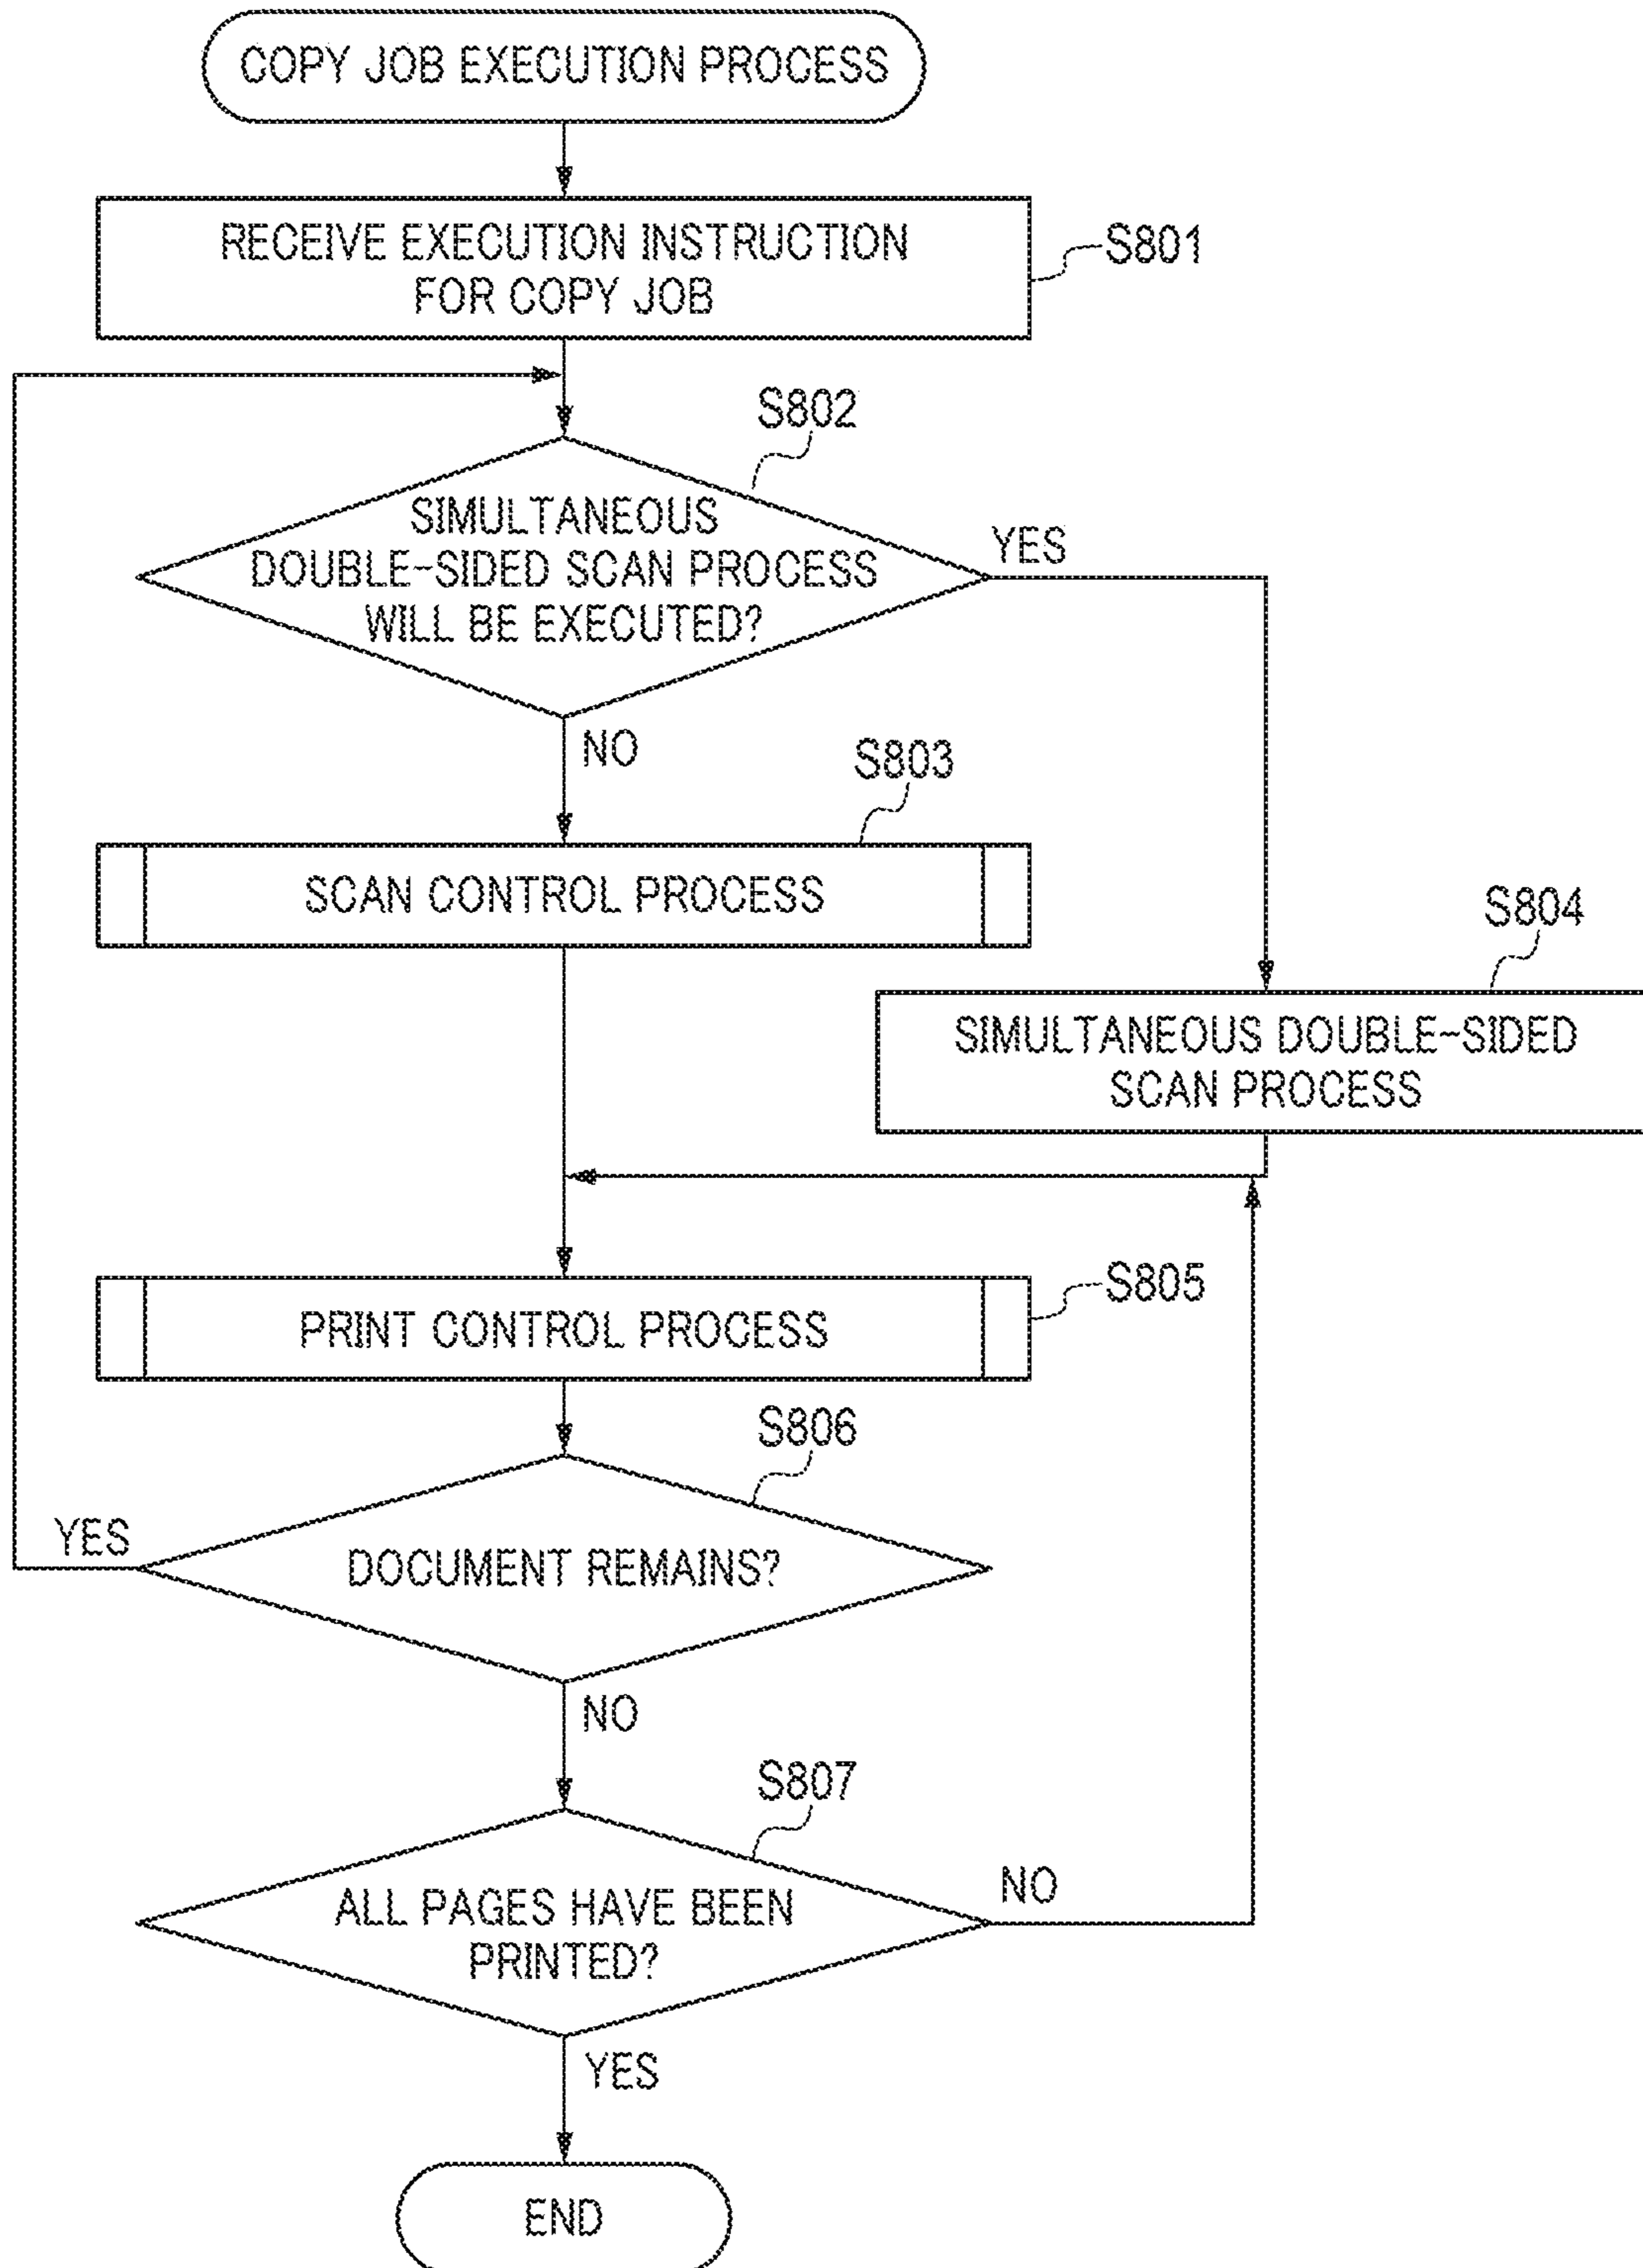 COPY JOB EXECUTION PROCESS
RECEIVE EXECUTION INSTRUCTION
FOR COPY JOB
S801
S802
SIMULTANEOUS
DOUBLE-SIDED SCAN PROCESS
WILL BE EXECUTED?
YES
NO
S803
SCAN CONTROL PROCESS
S804
SIMULTANEOUS DOUBLE-SIDED
SCAN PROCESS
PRINT CONTROL PROCESS
S805
S806
DOCUMENT REMAINS?
YES
NO
S807
ALL PAGES HAVE BEEN
PRINTED?
NO
YES
END